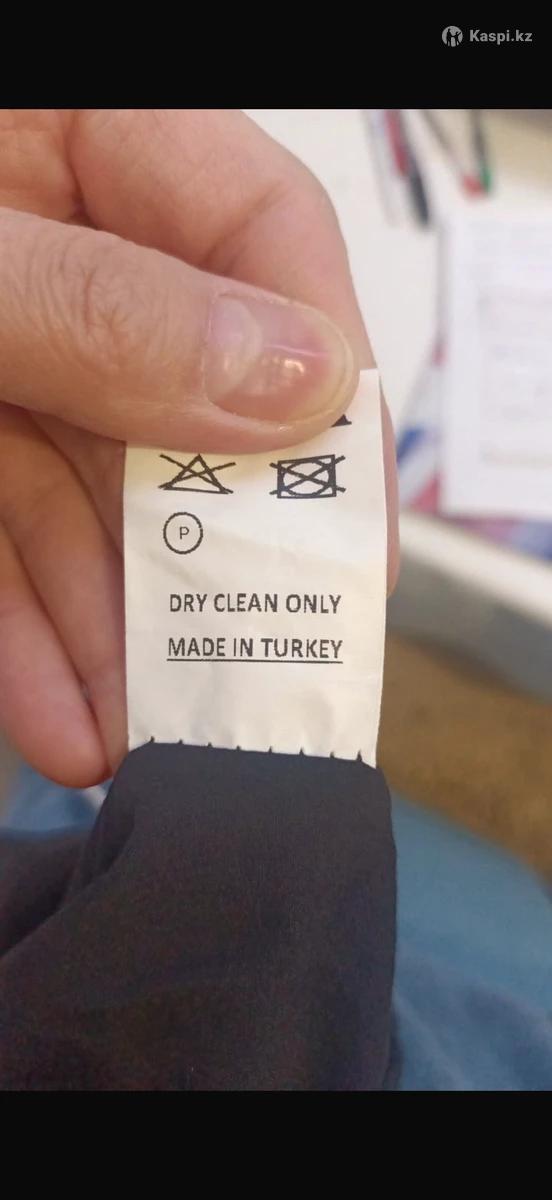 Kaspi.kz
P
DRY CLEAN ONLY
MADE IN TURKEY